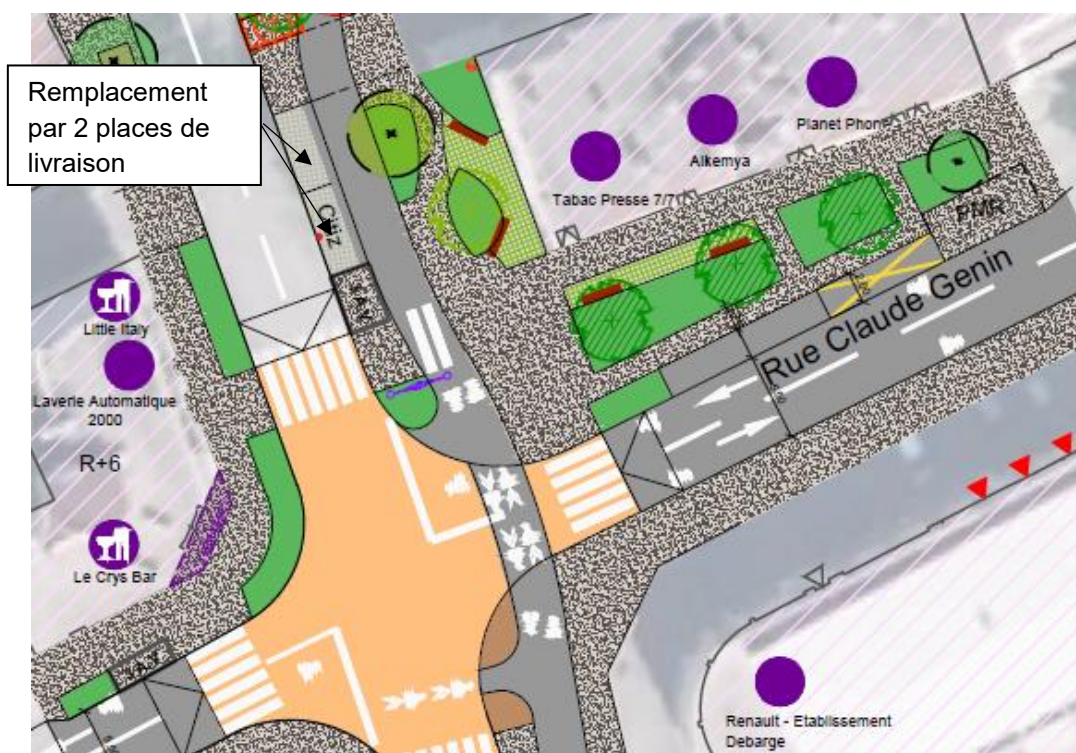 Remplacement
par 2 places de
livraison
Citiz
V.A.V
Planet Phone
Alkemya
Tabac Presse 7/7
PMR
Rue Claude Genin
Little Italy
Laverie Automatique
2000
R+6
Le Crys Bar
V.A.V
Renault - Etablissement
Debarge